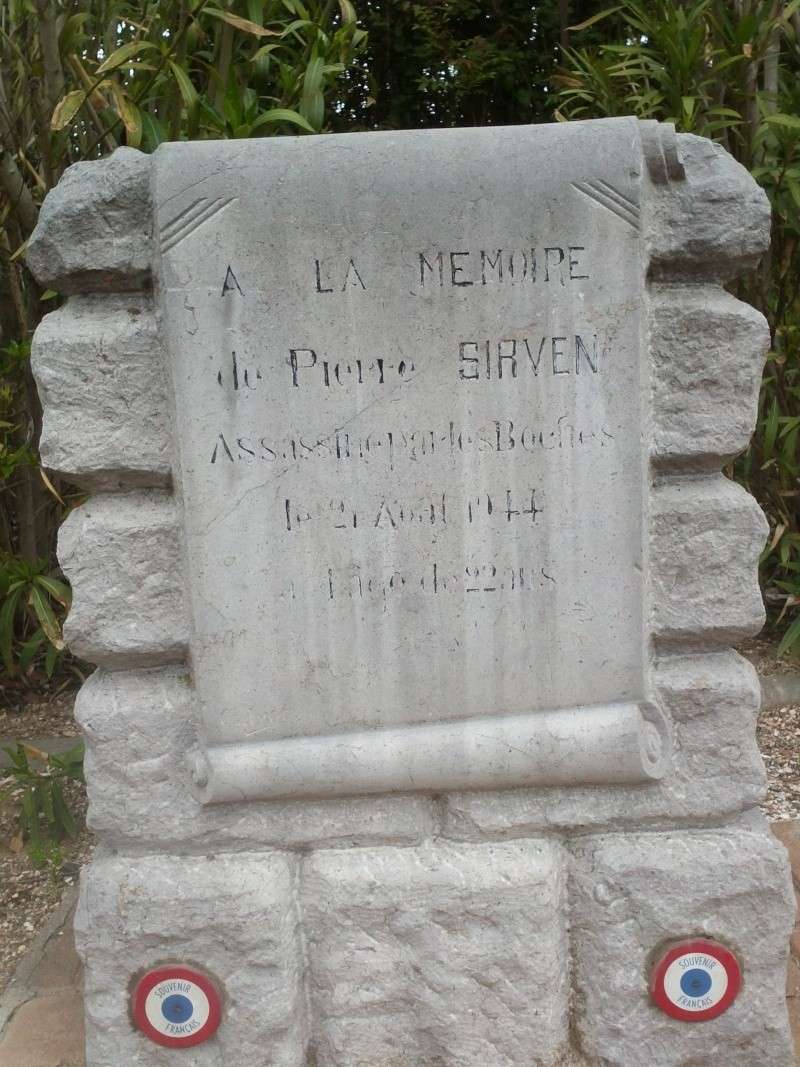 A LA MEMOIRE
de Pierre SIRVEN
Assassiné par les Boches
le 21 Août 1944
à l'âge de 22 ans
SOUVENIR
FRANÇAIS
SOUVENIR
FRANÇAIS